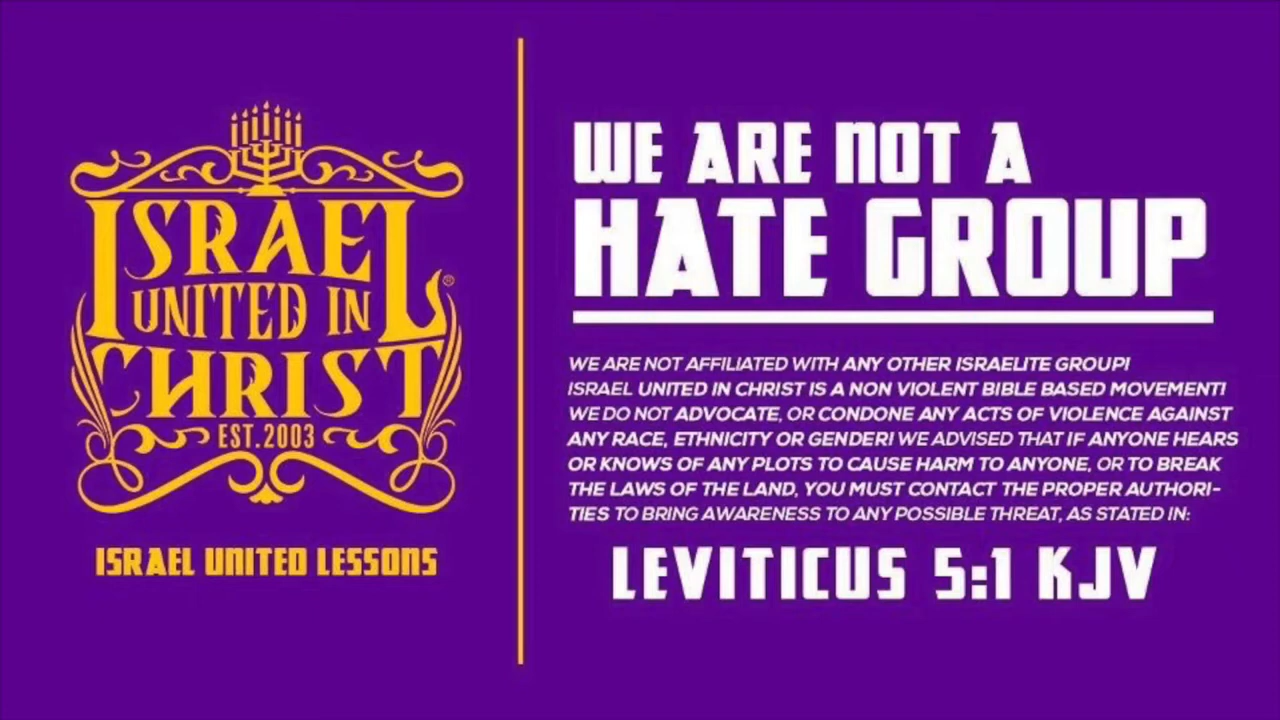 ISRAEL
UNITED IN
CHRIST
EST. 2003
ISRAEL UNITED LESSONS
WE ARE NOT A
HATE GROUP
WE ARE NOT AFFILIATED WITH ANY OTHER ISRAELITE GROUP!
ISRAEL UNITED IN CHRIST IS A NON VIOLENT BIBLE BASED MOVEMENT!
WE DO NOT ADVOCATE, OR CONDONE ANY ACTS OF VIOLENCE AGAINST
ANY RACE, ETHNICITY OR GENDER! WE ADVISED THAT IF ANYONE HEARS
OR KNOWS OF ANY PLOTS TO CAUSE HARM TO ANYONE, OR TO BREAK
THE LAWS OF THE LAND, YOU MUST CONTACT THE PROPER AUTHORI-
TIES TO BRING AWARENESS TO ANY POSSIBLE THREAT, AS STATED IN:
LEVITICUS 5:1 KJV